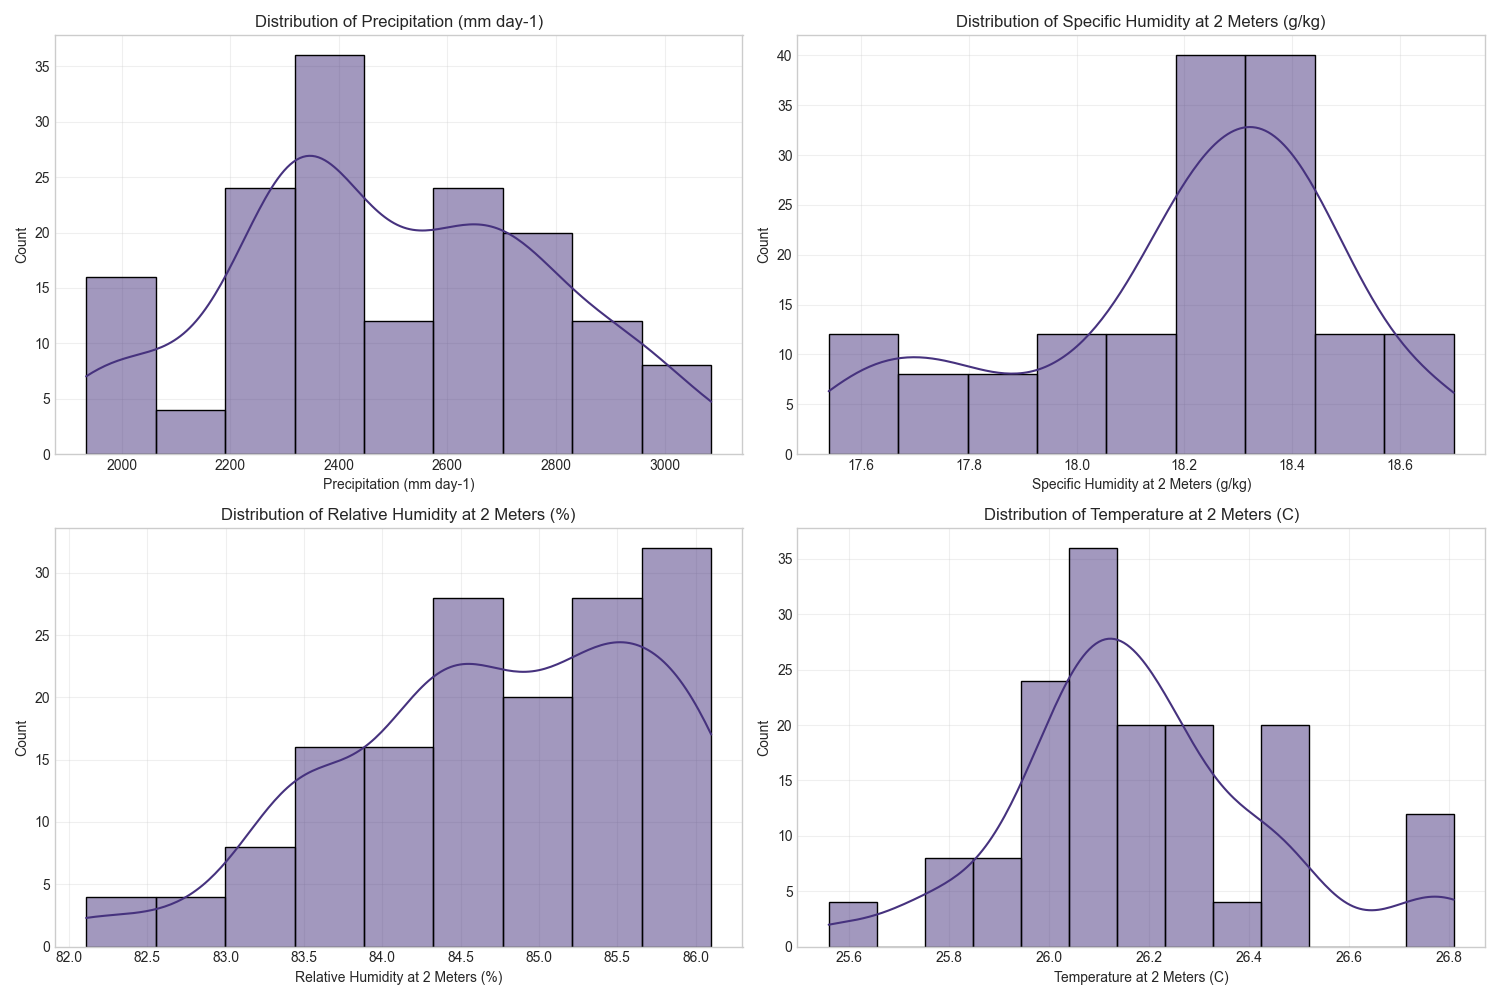 Distribution of Precipitation (mm day-1)
35
30
25
20
15
10
5
0
Count
2000 2200 2400 2600 2800 3000
Precipitation (mm day-1)
Distribution of Specific Humidity at 2 Meters (g/kg)
40
35
30
25
20
15
10
5
0
Count
17.6 17.8 18.0 18.2 18.4 18.6
Specific Humidity at 2 Meters (g/kg)
Distribution of Relative Humidity at 2 Meters (%)
30
25
20
15
10
5
0
Count
82.0 82.5 83.0 83.5 84.0 84.5 85.0 85.5 86.0
Relative Humidity at 2 Meters (%)
Distribution of Temperature at 2 Meters (C)
35
30
25
20
15
10
5
0
Count
25.6 25.8 26.0 26.2 26.4 26.6 26.8
Temperature at 2 Meters (C)